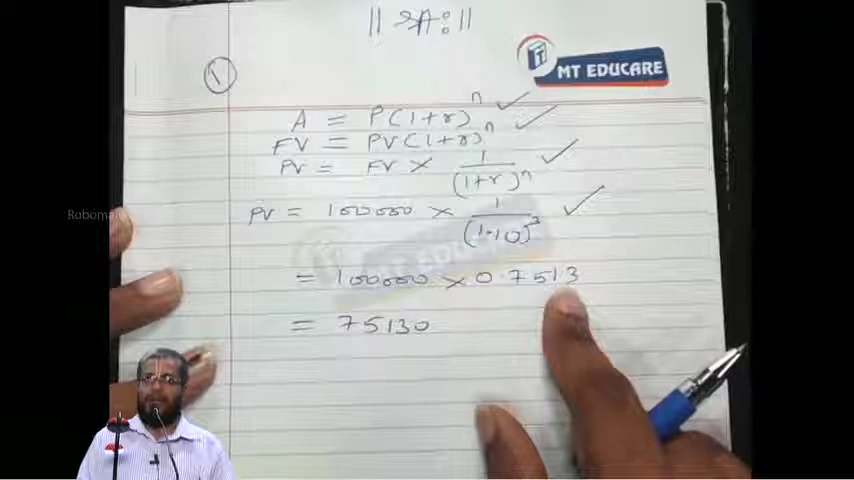 || श्रीः ||
1
MT EDUCARE
A = P(1+r)ⁿ ✓
FV = PV(1+r)ⁿ ✓
PV = FV × 1/(1+r)ⁿ ✓
PV = 100000 × 1/(1.10)³ ✓
= 100000 × 0.7513
= 75130